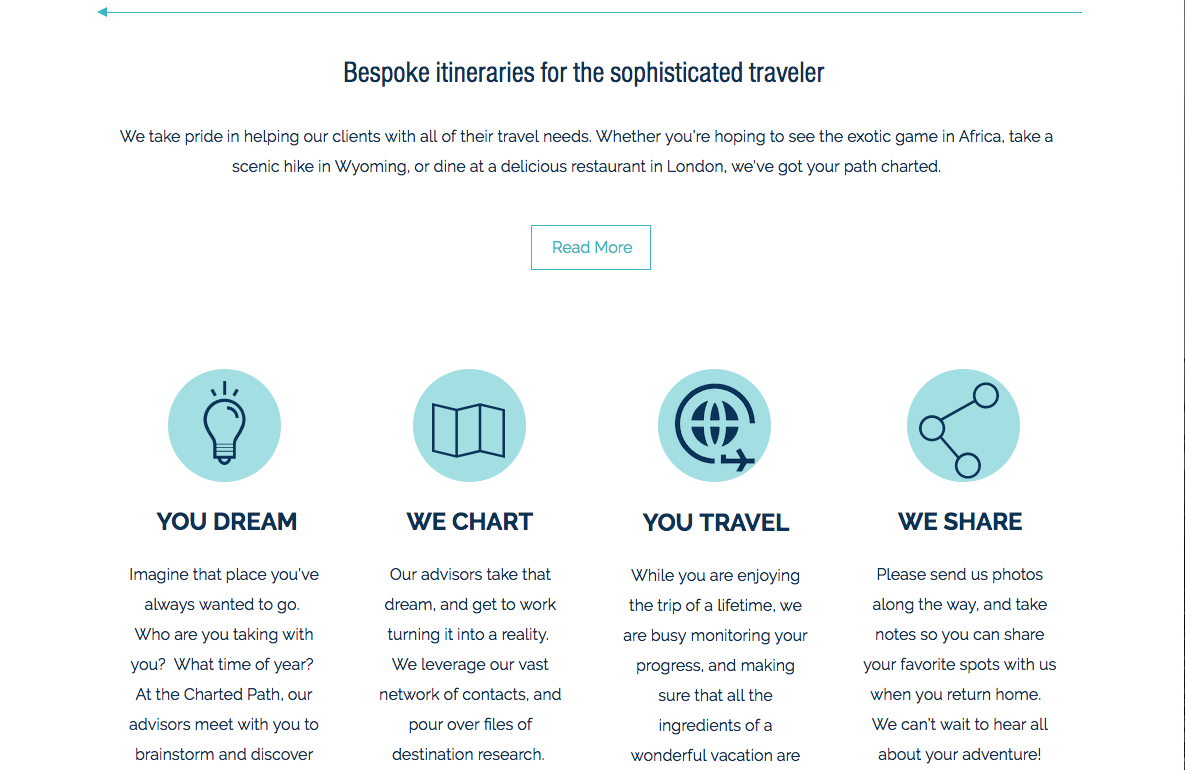 Bespoke itineraries for the sophisticated traveler
We take pride in helping our clients with all of their travel needs. Whether you're hoping to see the exotic game in Africa, take a
scenic hike in Wyoming, or dine at a delicious restaurant in London, we've got your path charted.
Read More
YOU DREAM
Imagine that place you've
always wanted to go.
Who are you taking with
you?  What time of year?
At the Charted Path, our
advisors meet with you to
brainstorm and discover
WE CHART
Our advisors take that
dream, and get to work
turning it into a reality.
We leverage our vast
network of contacts, and
pour over files of
destination research.
YOU TRAVEL
While you are enjoying
the trip of a lifetime, we
are busy monitoring your
progress, and making
sure that all the
ingredients of a
wonderful vacation are
WE SHARE
Please send us photos
along the way, and take
notes so you can share
your favorite spots with us
when you return home.
We can't wait to hear all
about your adventure!